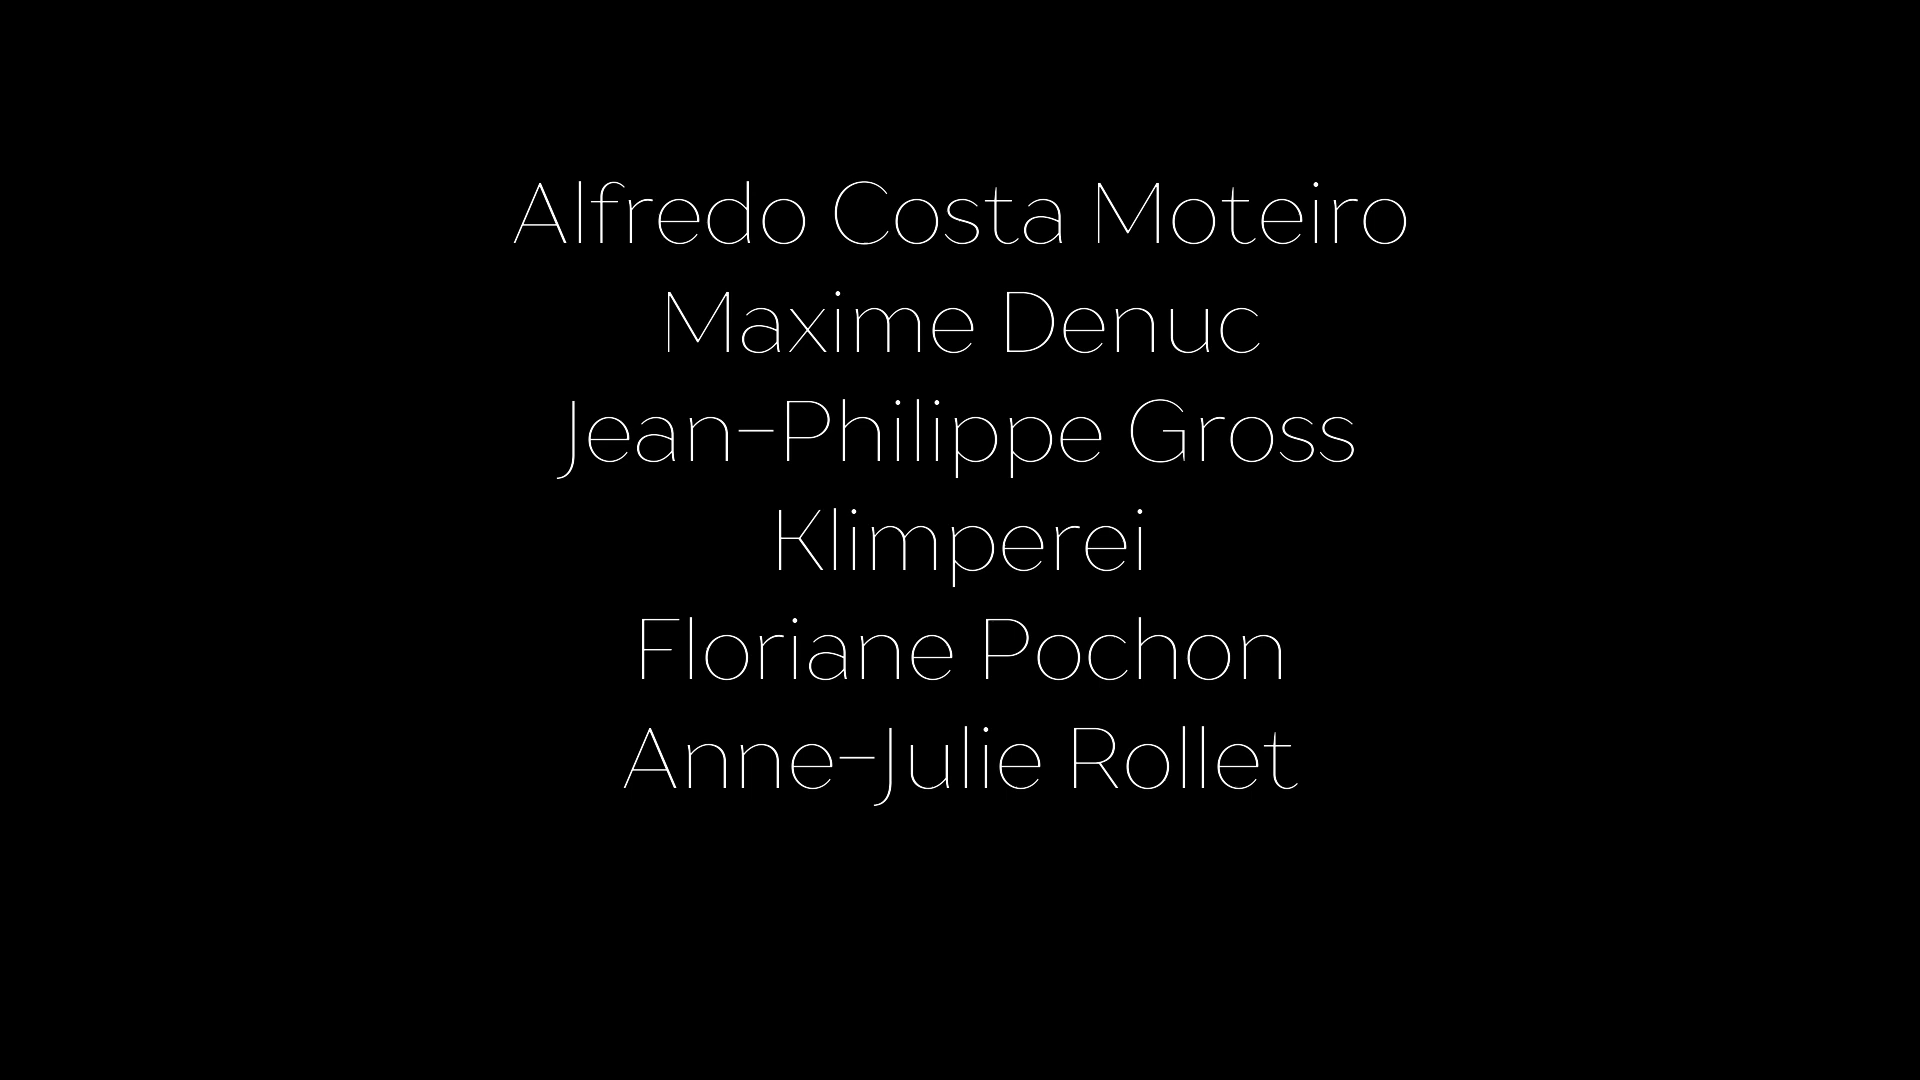 Alfredo Costa Moteiro
Maxime Denuc
Jean-Philippe Gross
Klimperei
Floriane Pochon
Anne-Julie Rollet